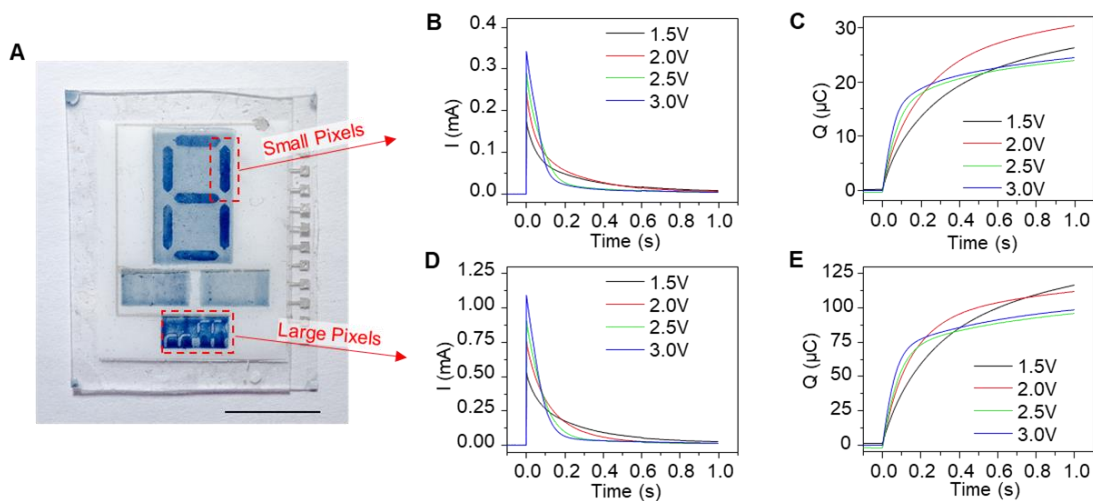 A
Small Pixels
Large Pixels
B
I (mA)
0.4
0.3
0.2
0.1
0.0
1.5V
2.0V
2.5V
3.0V
0.0 0.2 0.4 0.6 0.8 1.0
Time (s)
C
Q (µC)
30
20
10
0
1.5V
2.0V
2.5V
3.0V
0.0 0.2 0.4 0.6 0.8 1.0
Time (s)
D
I (mA)
1.25
1.00
0.75
0.50
0.25
0.00
1.5V
2.0V
2.5V
3.0V
0.0 0.2 0.4 0.6 0.8 1.0
Time (s)
E
Q (µC)
125
100
75
50
25
0
1.5V
2.0V
2.5V
3.0V
0.0 0.2 0.4 0.6 0.8 1.0
Time (s)